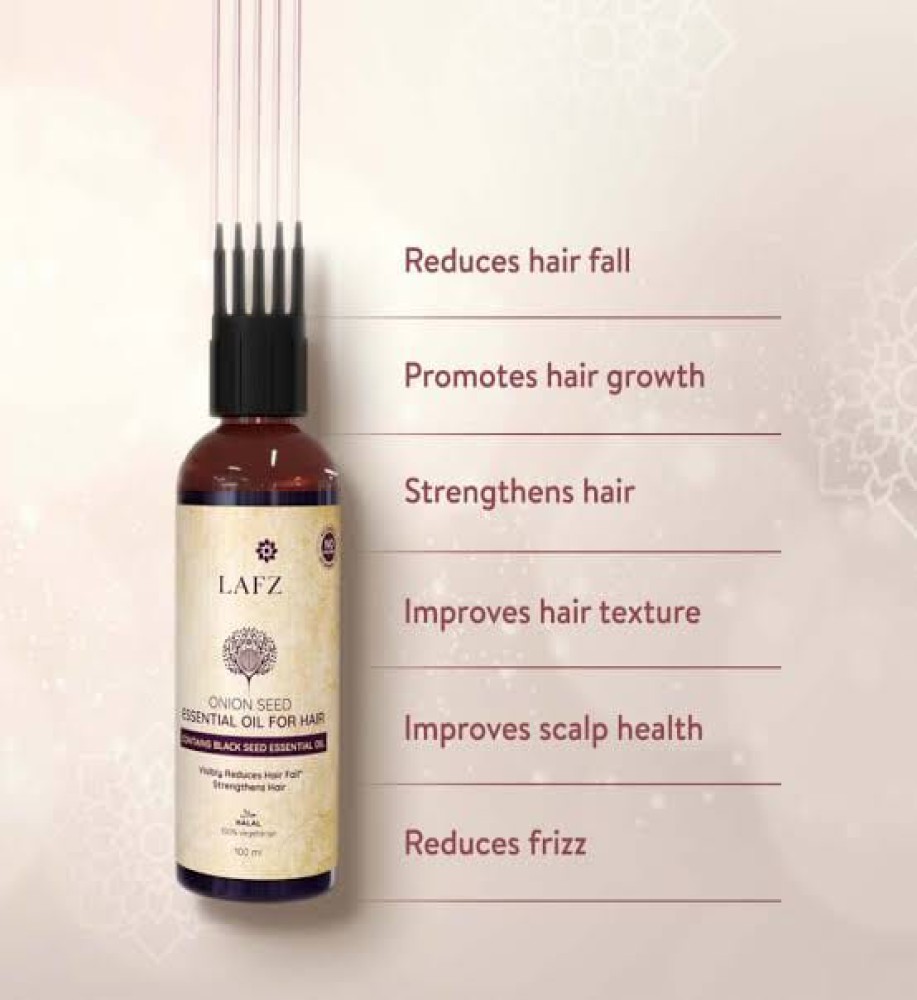 Reduces hair fall
Promotes hair growth
Strengthens hair
Improves hair texture
Improves scalp health
Reduces frizz
NO
LAFZ
ONION SEED
ESSENTIAL OIL FOR HAIR
CONTAINS BLACK SEED ESSENTIAL OIL
Visibly Reduces Hair Fall*
Strengthens Hair
حلال
HALAL
100% vegetarian
100 ml